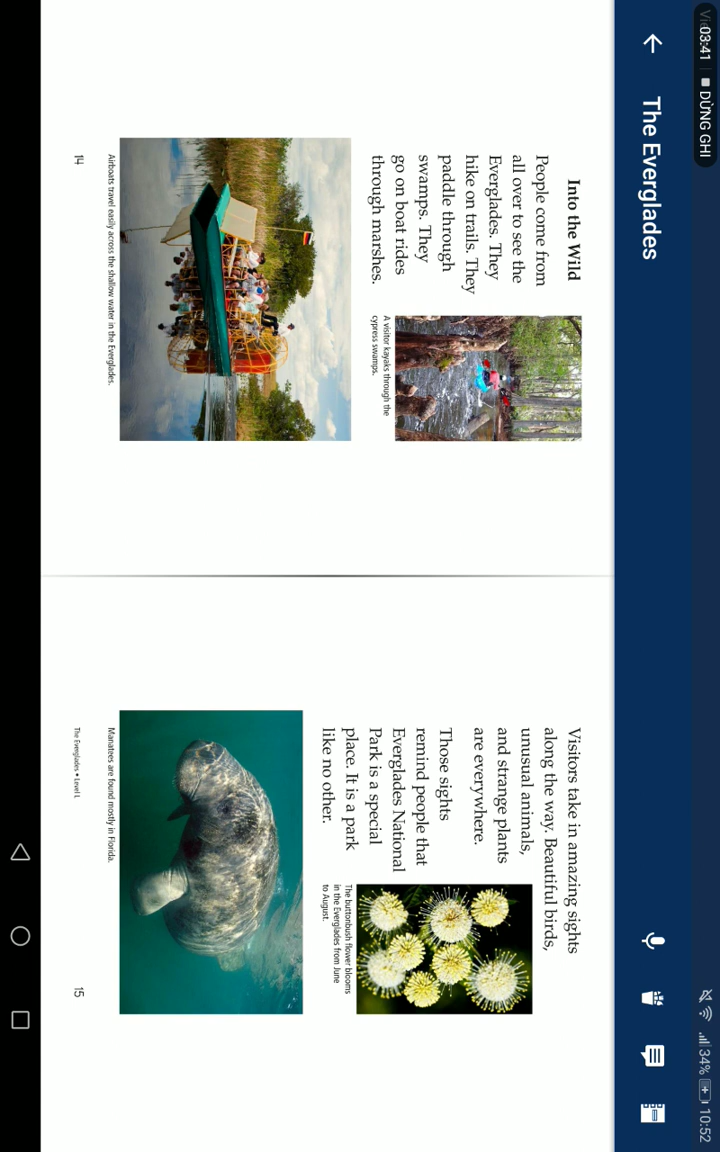 03:41 DỪNG GHI
34% 10:52
The Everglades
Into the Wild
People come from
all over to see the
Everglades. They
hike on trails. They
paddle through
swamps. They
go on boat rides
through marshes.
A visitor kayaks through the
cypress swamps.
Airboats travel easily across the shallow water in the Everglades.
14
Visitors take in amazing sights
along the way. Beautiful birds,
unusual animals,
and strange plants
are everywhere.
Those sights
remind people that
Everglades National
Park is a special
place. It is a park
like no other.
The buttonbush flower blooms
in the Everglades from June
to August.
Manatees are found mostly in Florida.
The Everglades • Level L
15